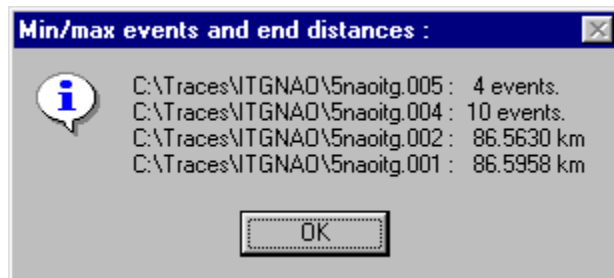 Min/max events and end distances :
C:\Traces\ITGNAO\5naoitg.005 : 4 events.
C:\Traces\ITGNAO\5naoitg.004 : 10 events.
C:\Traces\ITGNAO\5naoitg.002 : 86.5630 km
C:\Traces\ITGNAO\5naoitg.001 : 86.5958 km
OK